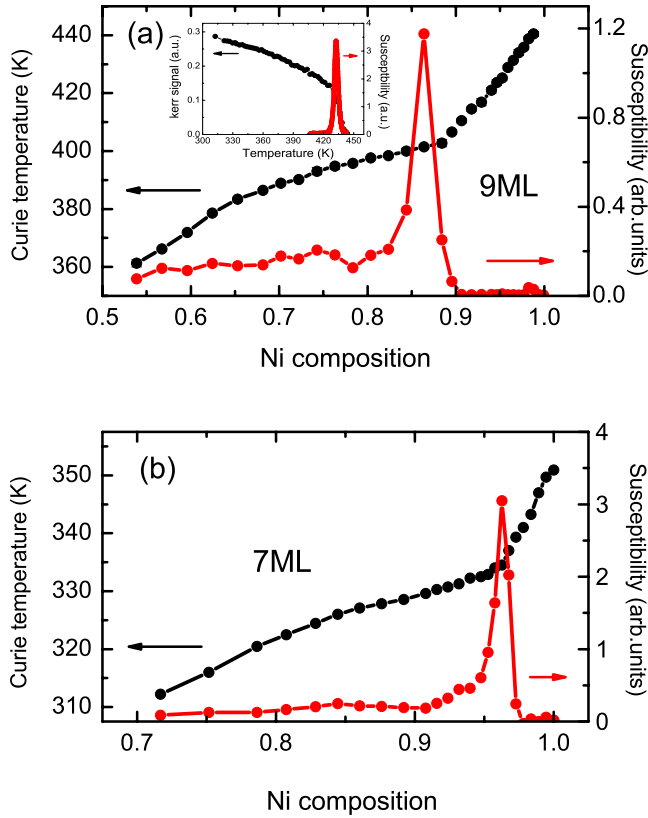 (a)
Curie temperature (K)
440
420
400
380
360
0.5 0.6 0.7 0.8 0.9 1.0
Ni composition
1.2
0.8
0.4
0.0
Susceptibility (arb.units)
9ML
kerr signal (a.u.)
0.3
0.2
0.1
0.0
300 330 360 390 420 450
Temperature (K)
4
3
2
1
0
Susceptbility
(a.u.)
(b)
Curie temperature (K)
350
340
330
320
310
0.7 0.8 0.9 1.0
Ni composition
4
3
2
1
0
Susceptibility (arb.units)
7ML